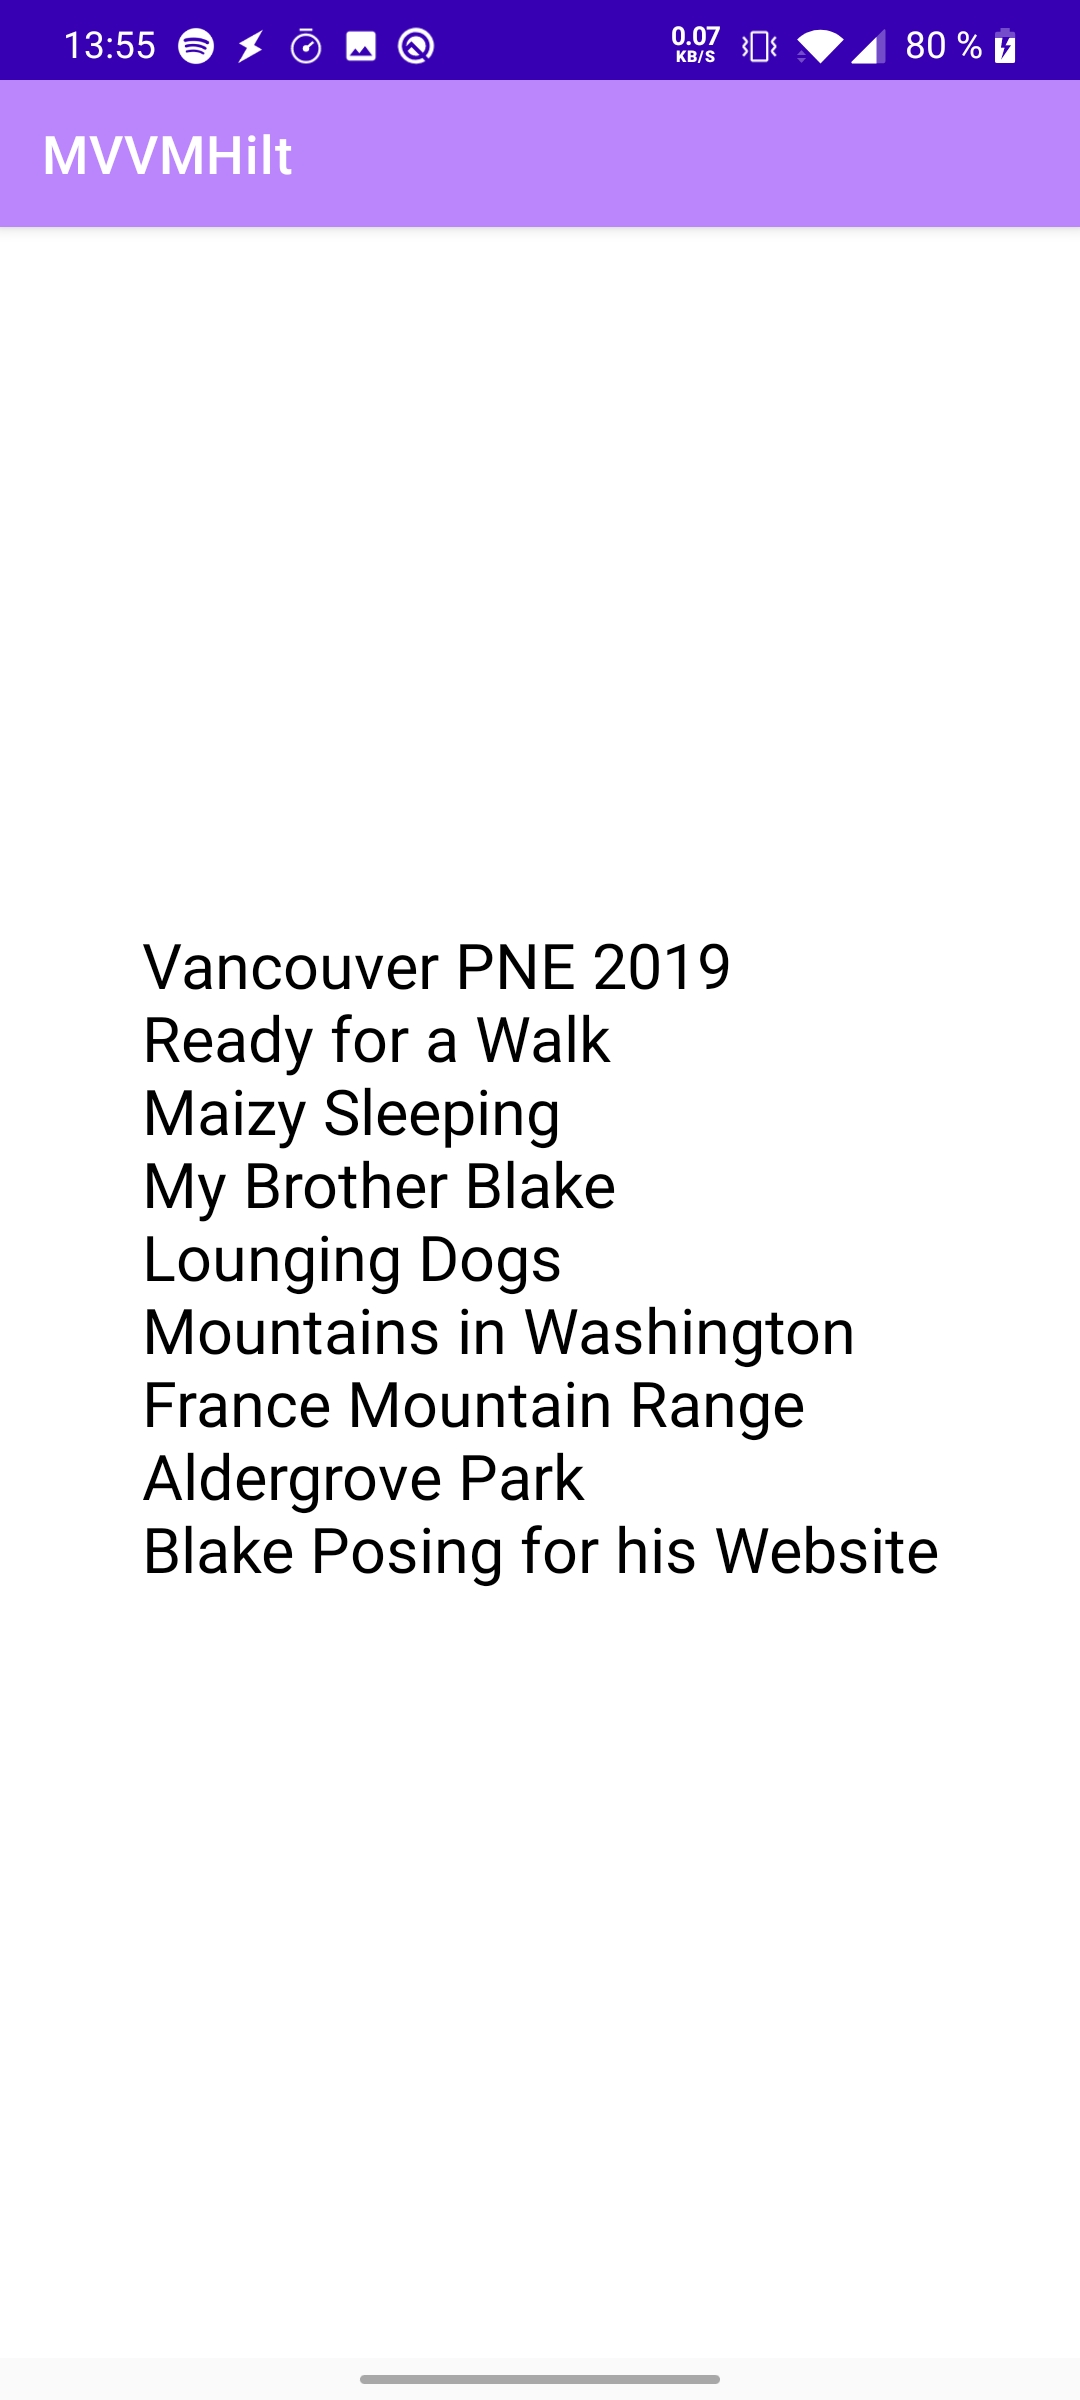 13:55
0.07
KB/S
80 %
MVVMHilt
Vancouver PNE 2019
Ready for a Walk
Maizy Sleeping
My Brother Blake
Lounging Dogs
Mountains in Washington
France Mountain Range
Aldergrove Park
Blake Posing for his Website